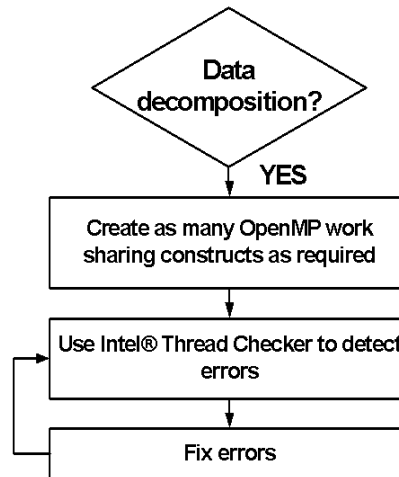 Data
decomposition?
YES
Create as many OpenMP work
sharing constructs as required
Use Intel® Thread Checker to detect
errors
Fix errors